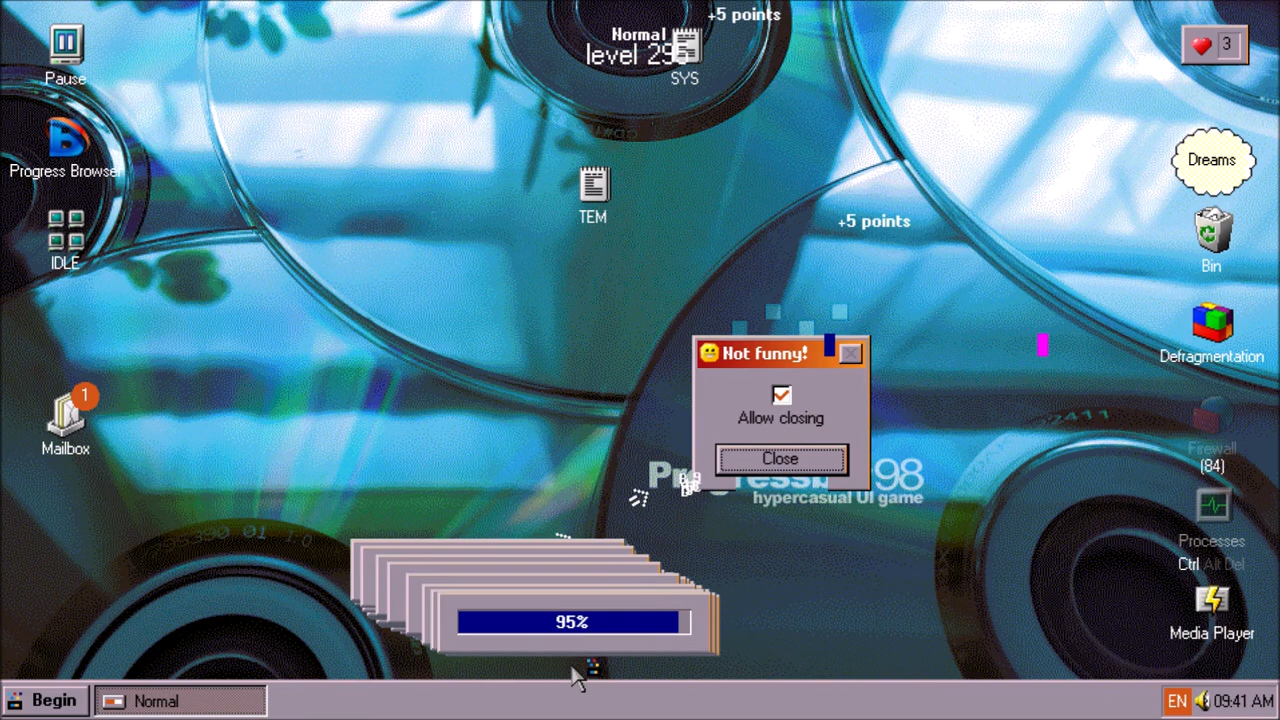 +5 points
Normal
level 295
Pause
SYS
3
Progress Browser
Dreams
TEM
+5 points
IDLE
Bin
Not funny!
Defragmentation
Allow closing
1
Mailbox
Close
Firewall
(84)
98
hypercasual UI game
Processes
Ctrl Alt Del
95%
Media Player
Begin
Normal
EN
09:41 AM